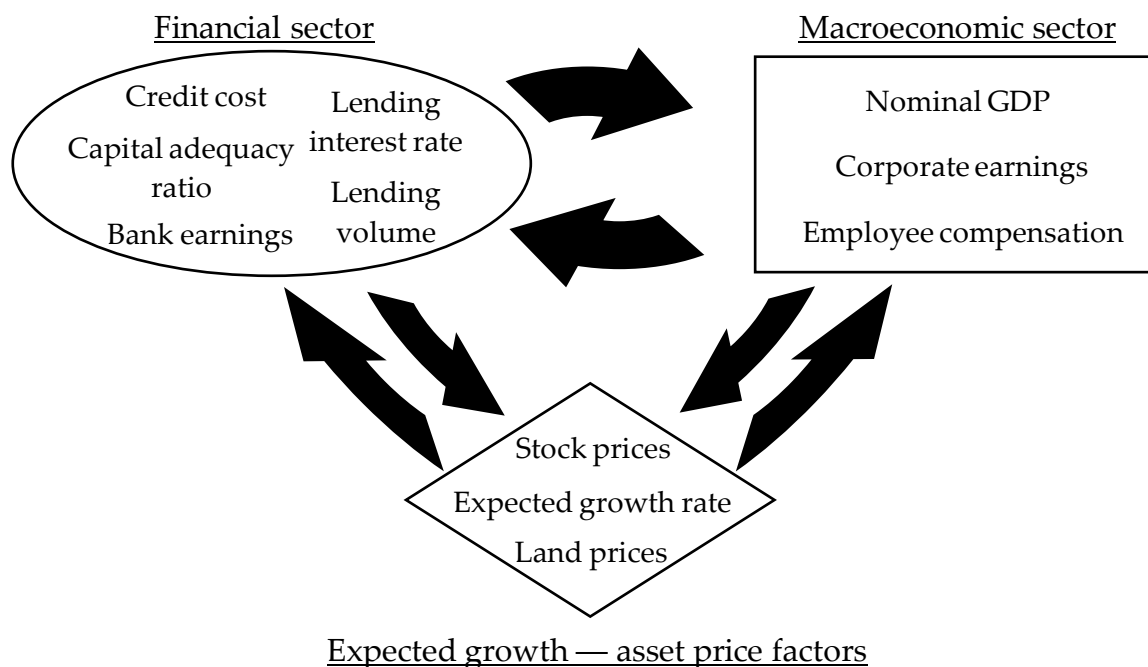 Financial sector
Credit cost
Capital adequacy
ratio
Bank earnings
Lending
interest rate
Lending
volume
Macroeconomic sector
Nominal GDP
Corporate earnings
Employee compensation
Stock prices
Expected growth rate
Land prices
Expected growth — asset price factors